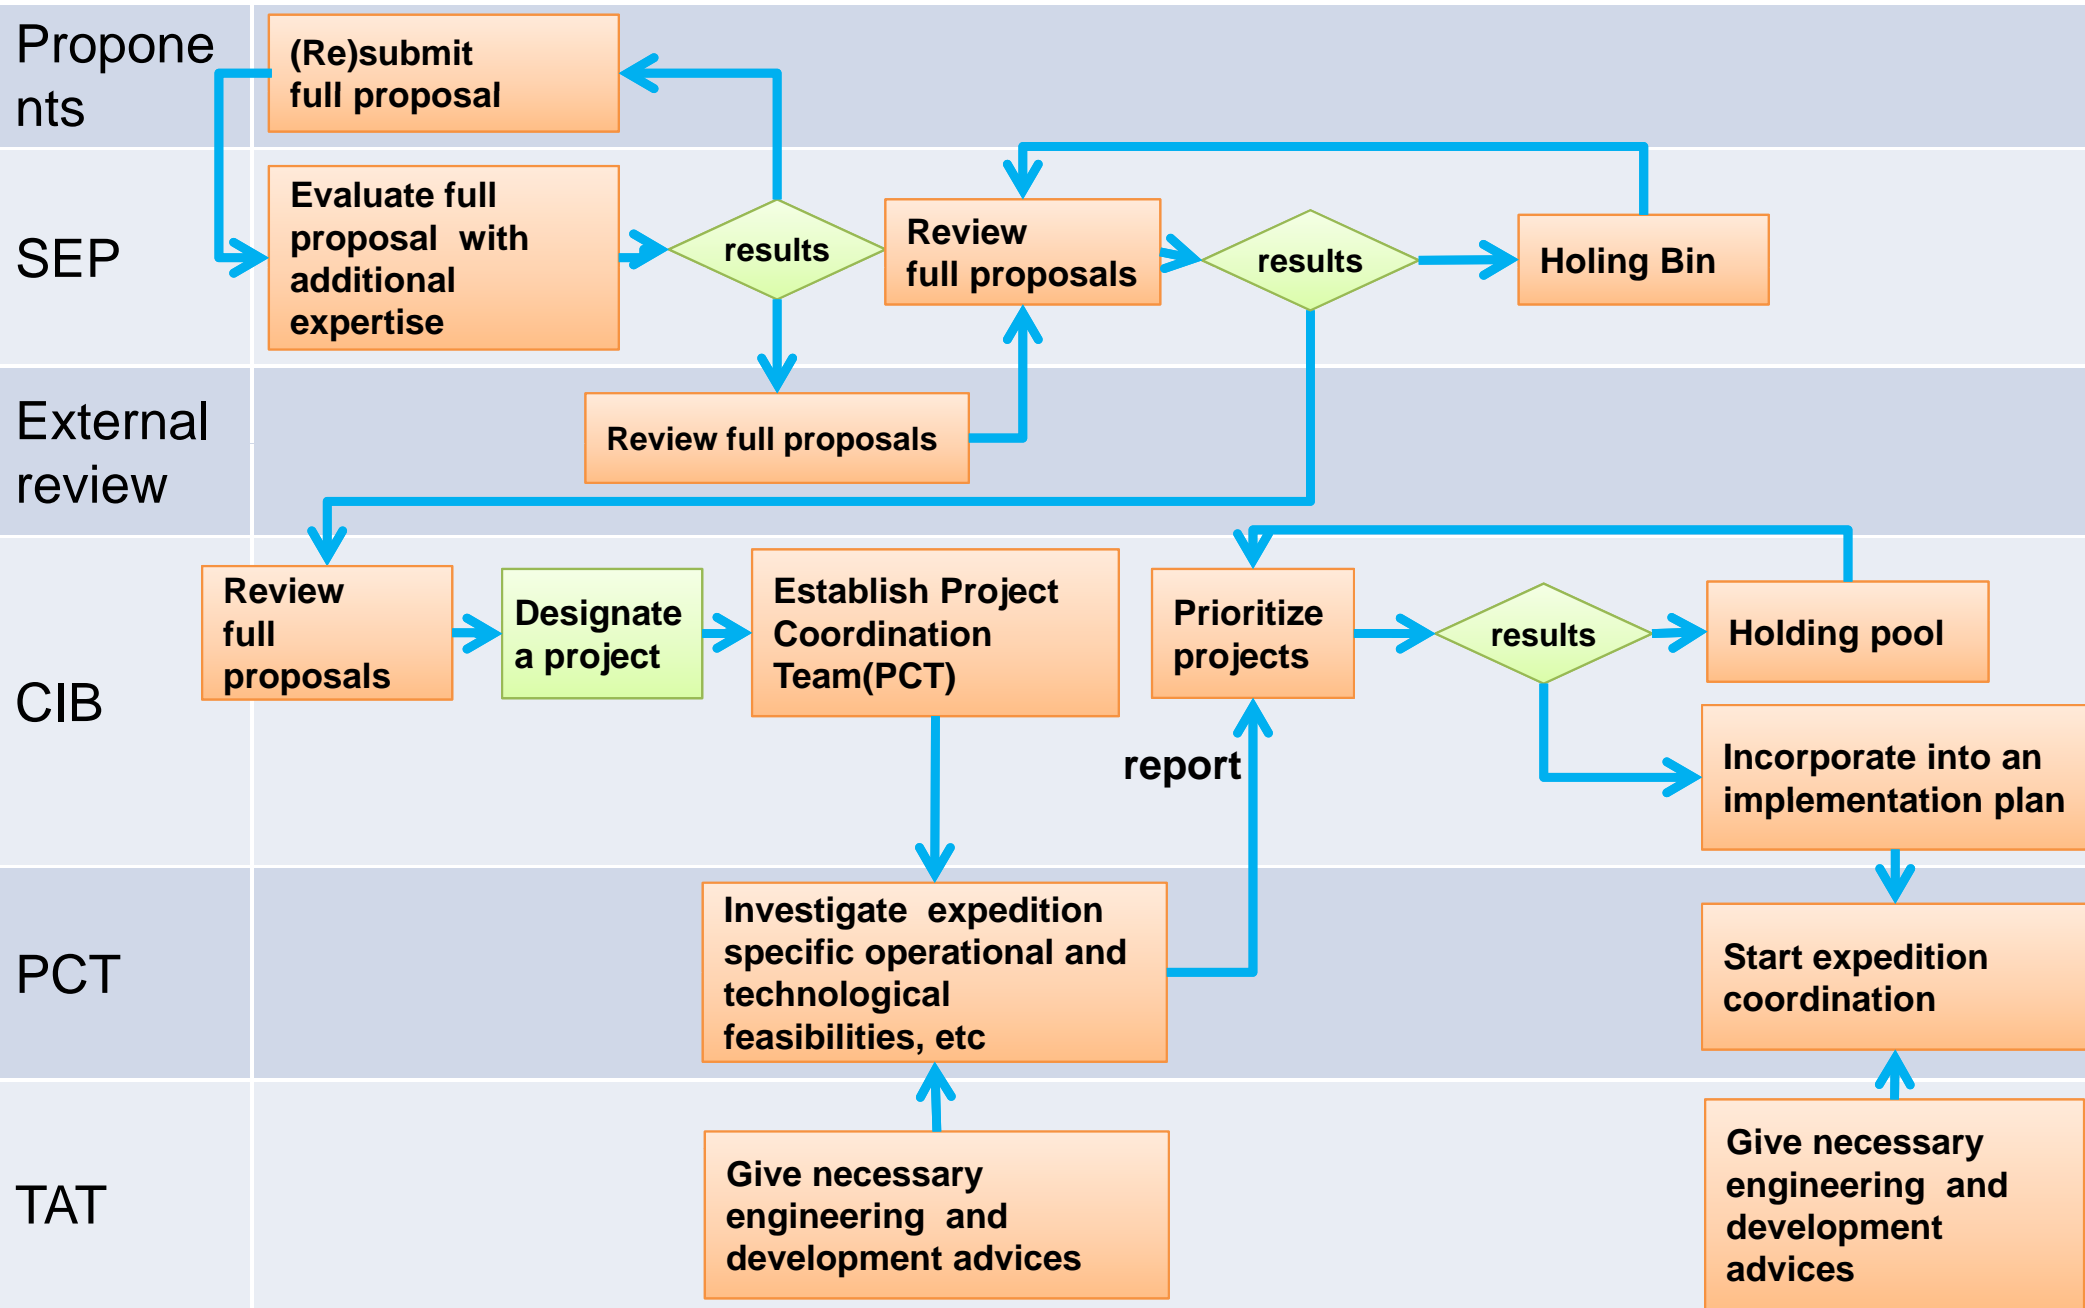 Propone
nts
(Re)submit
full proposal
SEP
Evaluate full
proposal  with
additional
expertise
results
Review
full proposals
results
Holing Bin
External
review
Review full proposals
CIB
Review
full
proposals
Designate
a project
Establish Project
Coordination
Team(PCT)
Prioritize
projects
results
Holding pool
report
Incorporate into an
implementation plan
PCT
Investigate  expedition
specific operational and
technological
feasibilities, etc
Start expedition
coordination
TAT
Give necessary
engineering  and
development advices
Give necessary
engineering  and
development
advices